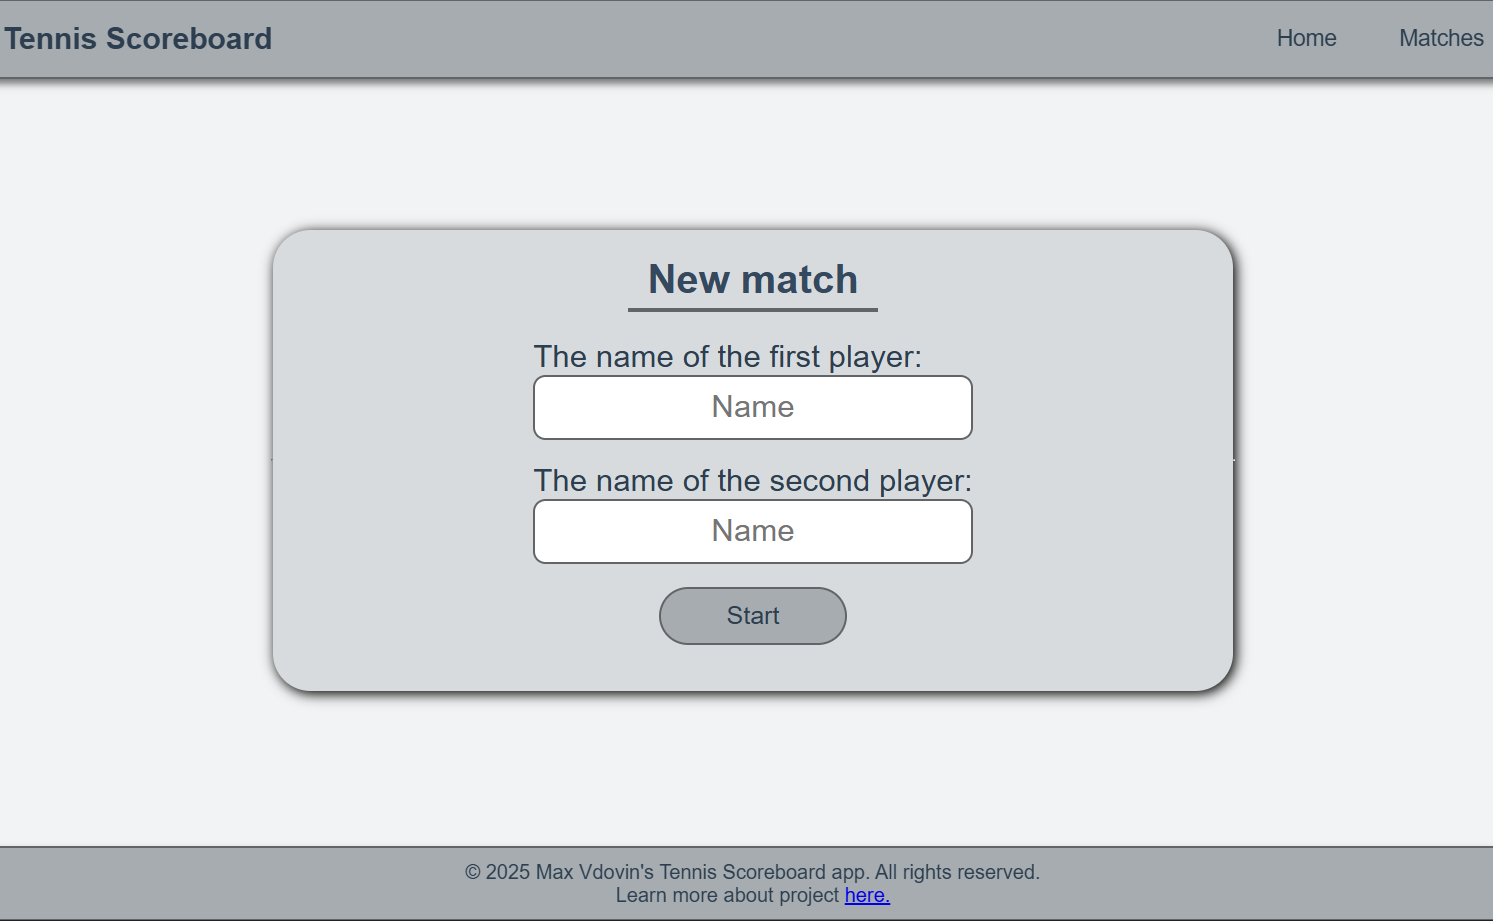 Tennis Scoreboard
Home
Matches
New match
The name of the first player:
Name
The name of the second player:
Name
Start
© 2025 Max Vdovin's Tennis Scoreboard app. All rights reserved.
Learn more about project here.